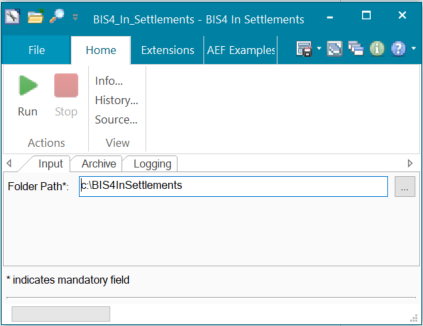 BIS4_In_Settlements - BIS4 In Settlements
File Home Extensions AEF Examples
Run Stop
Info...
History...
Source...
Actions View
Input Archive Logging
Folder Path*: c:\BIS4InSettlements ...
* indicates mandatory field